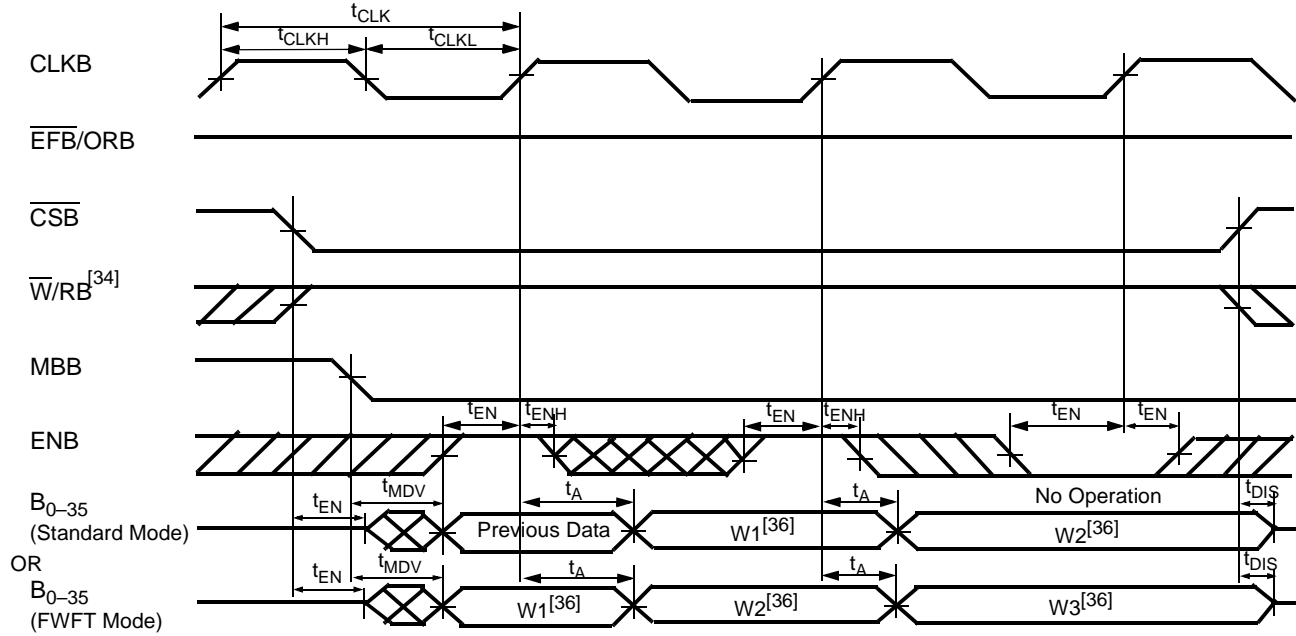 tCLK
tCLKH tCLKL
CLKB
EFB/ORB
CSB
W/RB[34]
MBB
tEN tENH tEN tENH tEN tEN
ENB
tMDV No Operation
B0–35 tEN tA tA tDIS
(Standard Mode) Previous Data W1[36] W2[36]
OR
tMDV
B0–35 tEN tA tA tDIS
(FWFT Mode) W1[36] W2[36] W3[36]